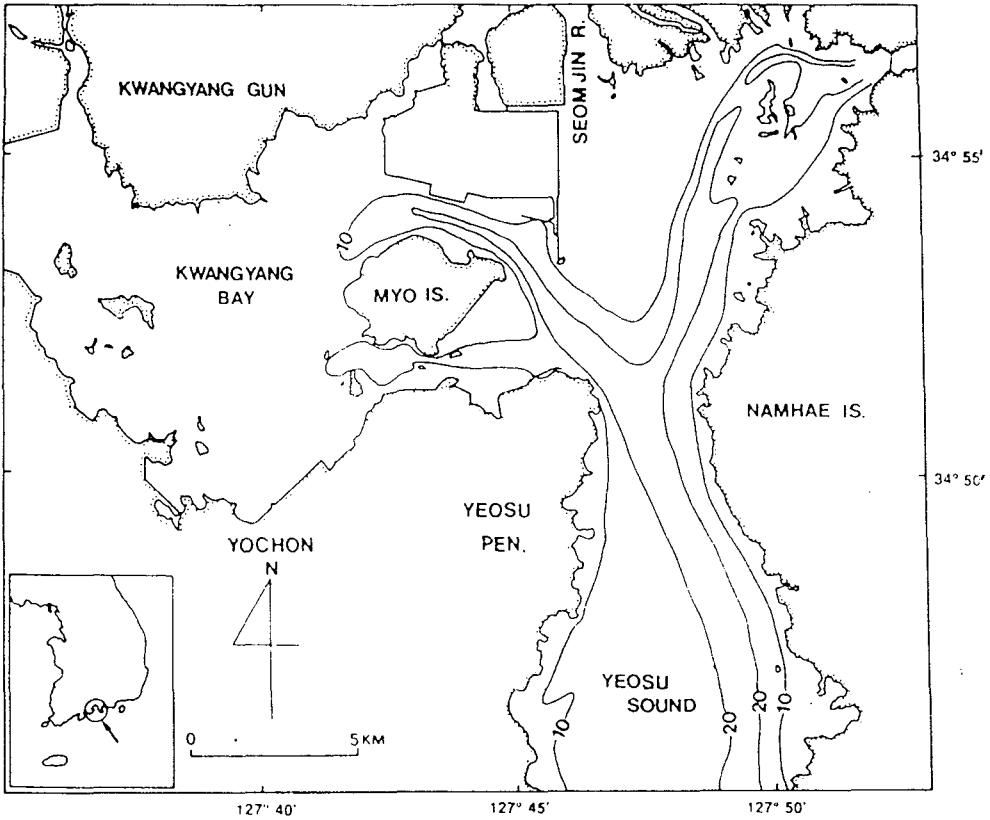 KWANGYANG GUN
SEOMJIN R.
34° 55'
10
KWANGYANG
BAY
MYO IS.
NAMHAE IS.
34° 50'
YEOSU
PEN.
YOCHON
N
YEOSU
SOUND
10
20
20
10
0
5 KM
127° 40'
127° 45'
127° 50'